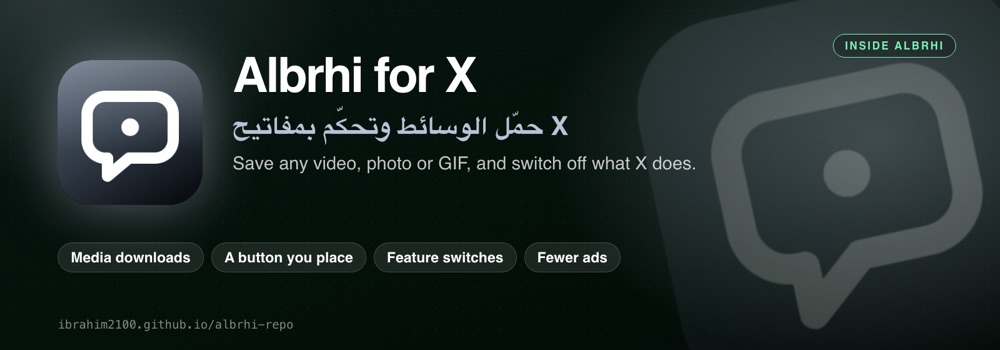 INSIDE ALBRHI
Albrhi for X
حمّل الوسائط وتحكّم بمفاتيح X
Save any video, photo or GIF, and switch off what X does.
Media downloads
A button you place
Feature switches
Fewer ads
ibrahim2100.github.io/albrhi-repo